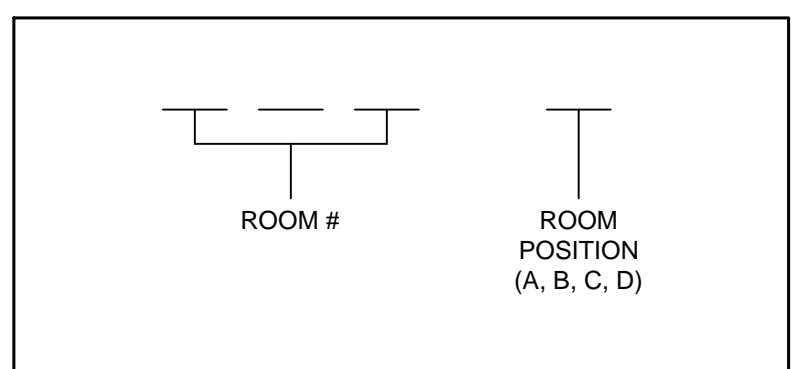 ROOM #
ROOM
POSITION
(A, B, C, D)